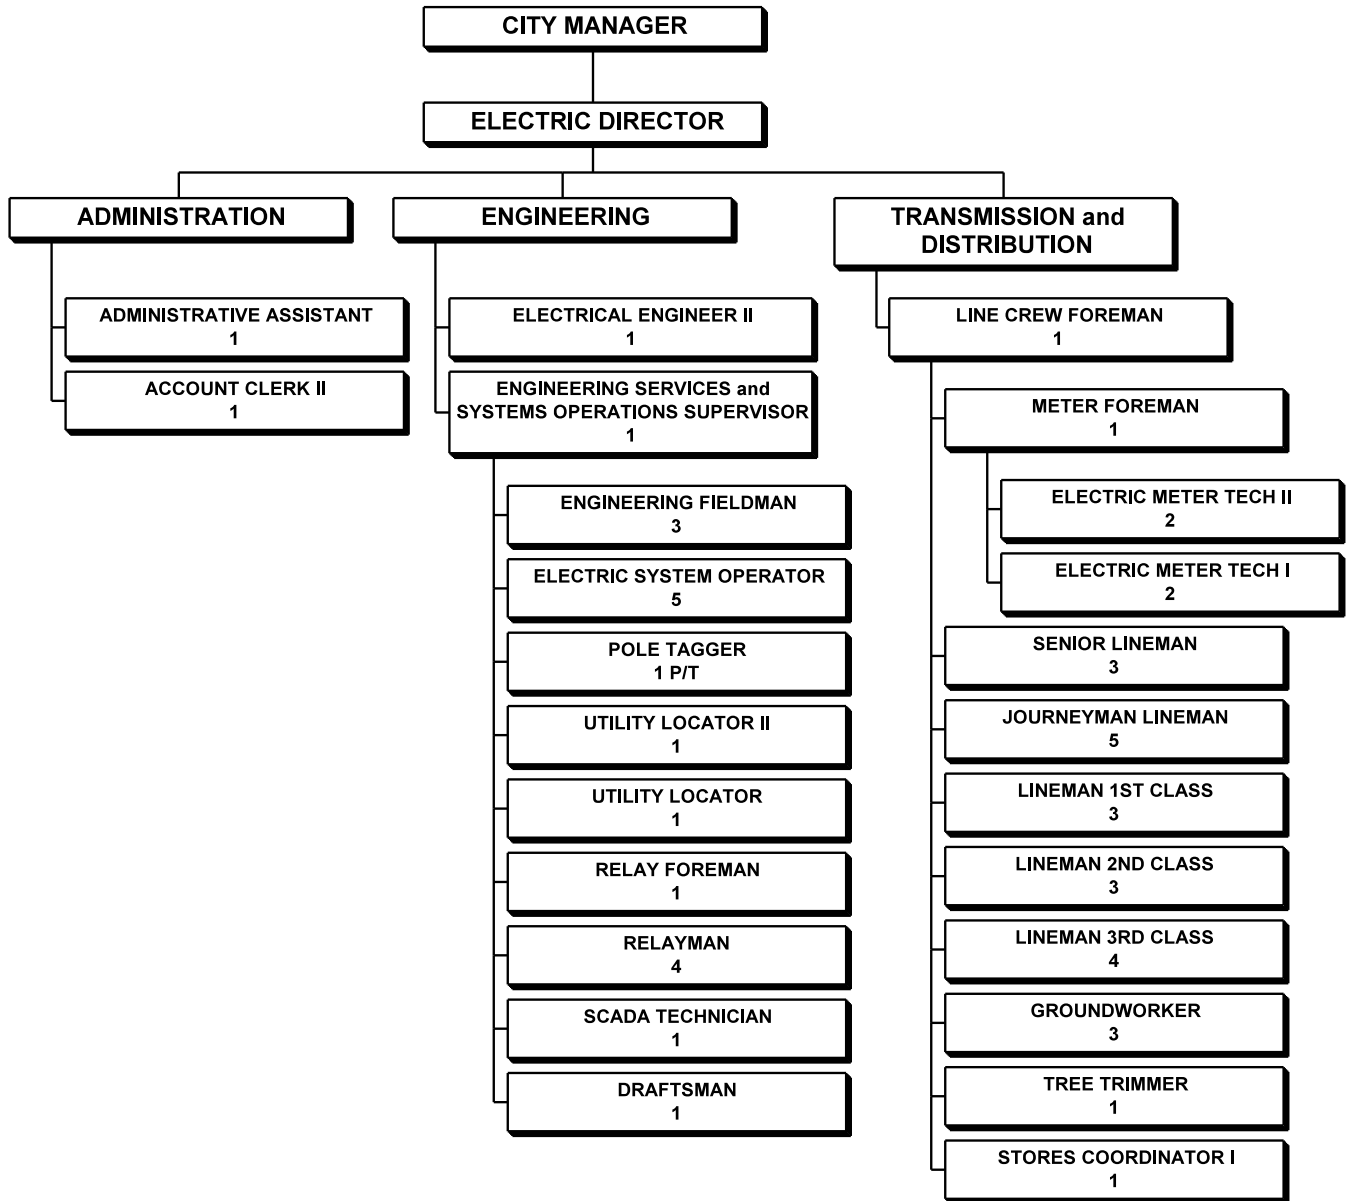 CITY MANAGER
ELECTRIC DIRECTOR
ADMINISTRATION
ADMINISTRATIVE ASSISTANT
1
ACCOUNT CLERK II
1
ENGINEERING
ELECTRICAL ENGINEER II
1
ENGINEERING SERVICES and
SYSTEMS OPERATIONS SUPERVISOR
1
ENGINEERING FIELDMAN
3
ELECTRIC SYSTEM OPERATOR
5
POLE TAGGER
1 P/T
UTILITY LOCATOR II
1
UTILITY LOCATOR
1
RELAY FOREMAN
1
RELAYMAN
4
SCADA TECHNICIAN
1
DRAFTSMAN
1
TRANSMISSION and
DISTRIBUTION
LINE CREW FOREMAN
1
METER FOREMAN
1
ELECTRIC METER TECH II
2
ELECTRIC METER TECH I
2
SENIOR LINEMAN
3
JOURNEYMAN LINEMAN
5
LINEMAN 1ST CLASS
3
LINEMAN 2ND CLASS
3
LINEMAN 3RD CLASS
4
GROUNDWORKER
3
TREE TRIMMER
1
STORES COORDINATOR I
1